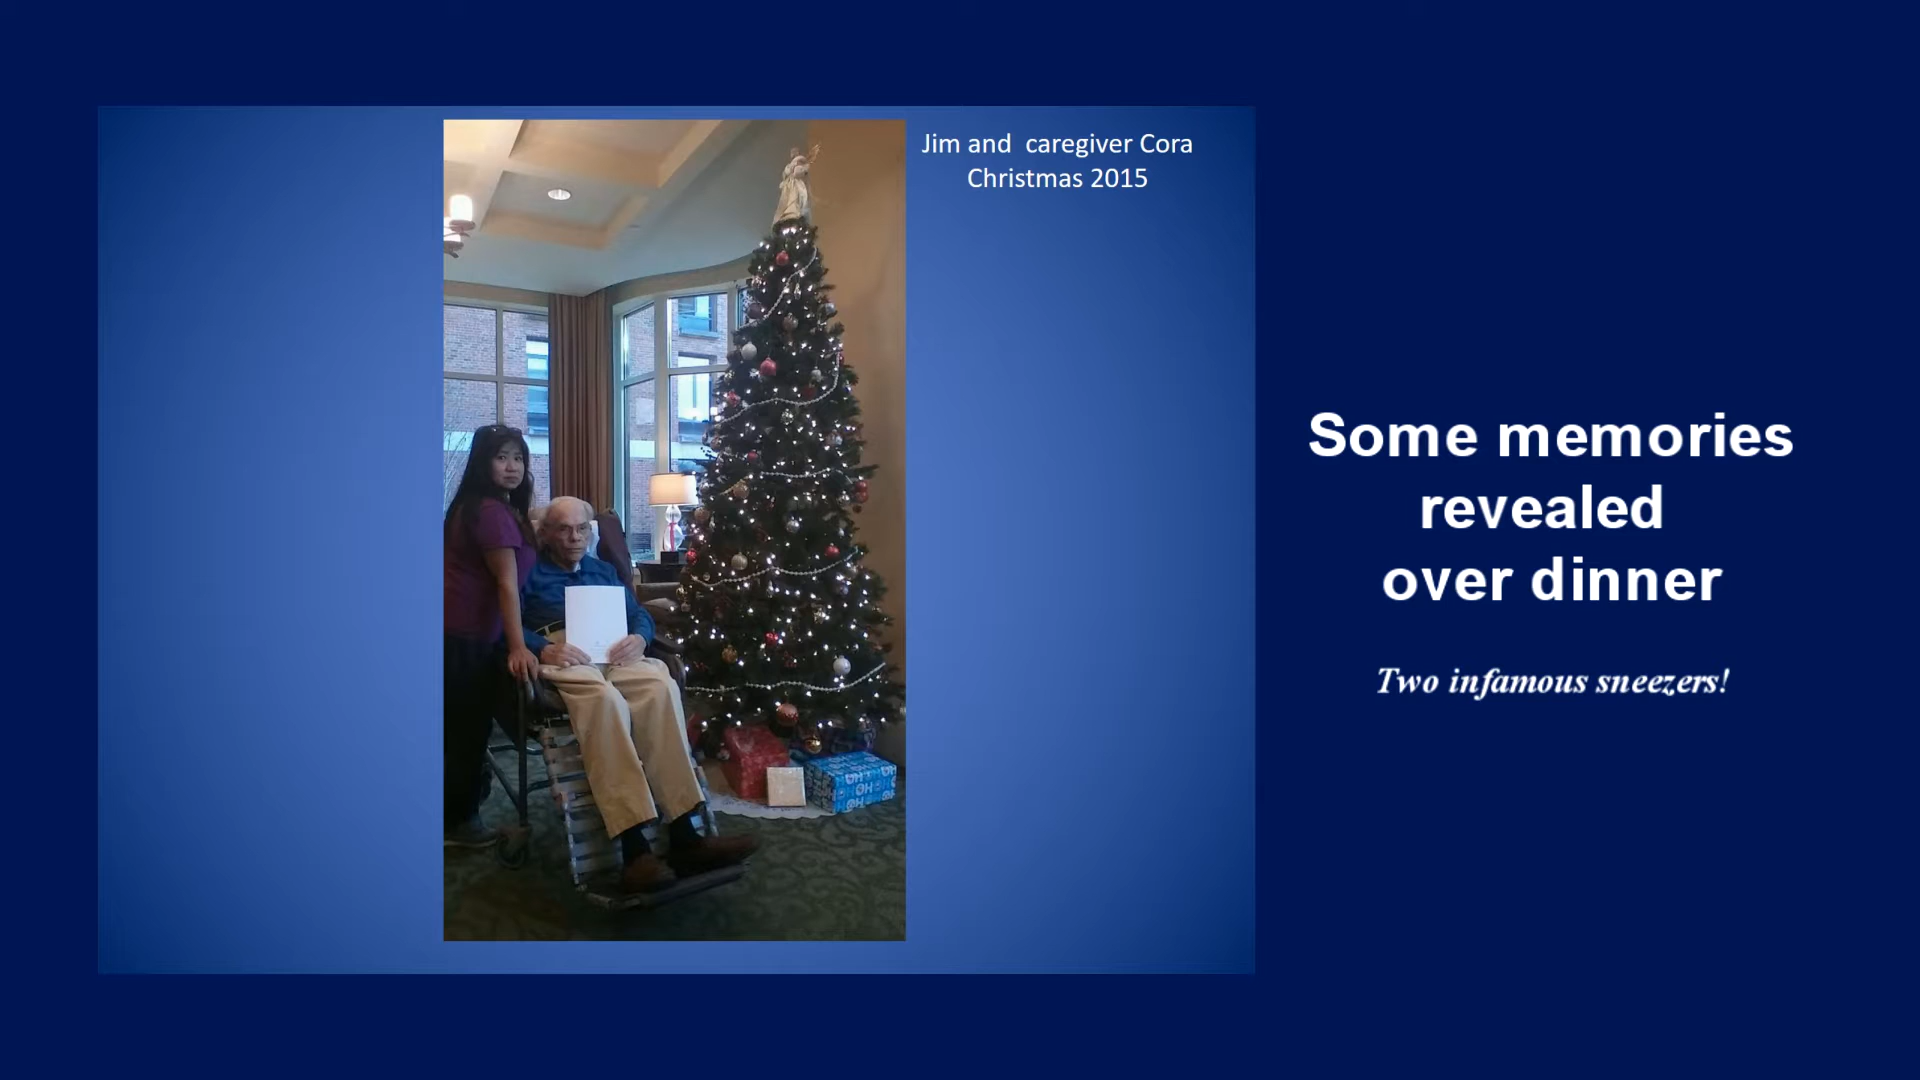 Jim and  caregiver Cora
Christmas 2015
Some memories
revealed
over dinner
Two infamous sneezers!